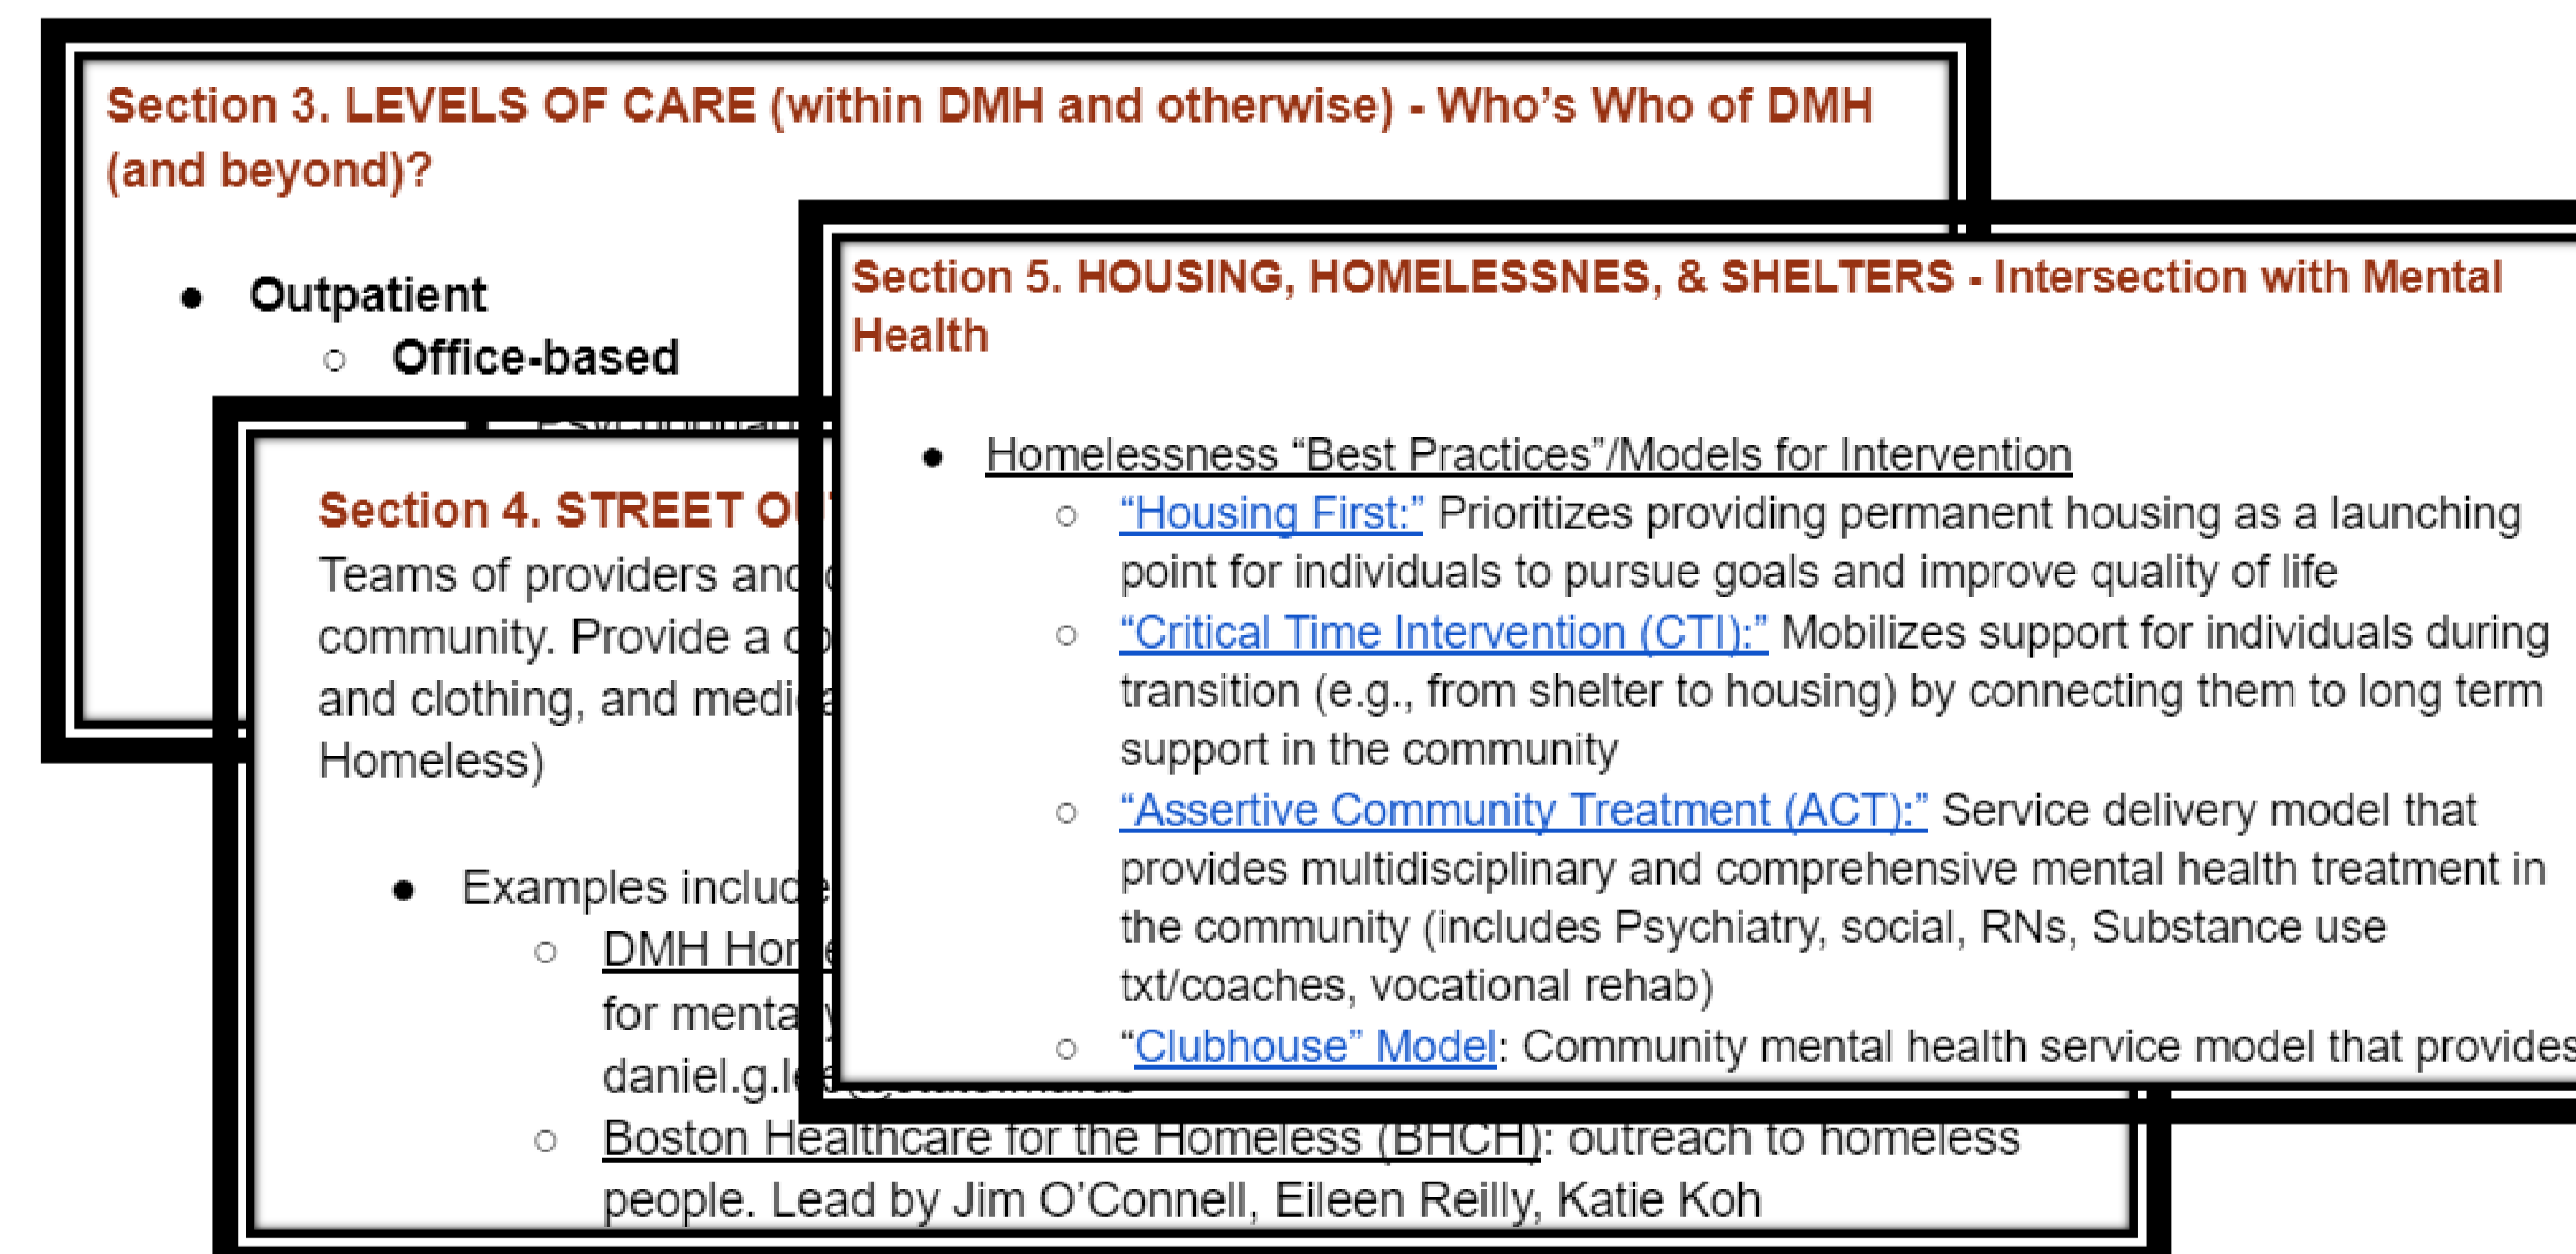 Section 3. LEVELS OF CARE (within DMH and otherwise) - Who’s Who of DMH
(and beyond)?
● Outpatient
○ Office-based
Section 4. STREET
Teams of providers and
community. Provide a
and clothing, and
Homeless)
● Examples include
○ DMH
for
daniel.g.
○ Boston Healthcare for the Homeless (BHCH): outreach to homeless
people. Lead by Jim O’Connell, Eileen Reilly, Katie Koh
Section 5. HOUSING, HOMELESSNES, & SHELTERS - Intersection with Mental
Health
● Homelessness “Best Practices”/Models for Intervention
○ “Housing First:” Prioritizes providing permanent housing as a launching
point for individuals to pursue goals and improve quality of life
○ “Critical Time Intervention (CTI):” Mobilizes support for individuals during
transition (e.g., from shelter to housing) by connecting them to long term
support in the community
○ “Assertive Community Treatment (ACT):” Service delivery model that
provides multidisciplinary and comprehensive mental health treatment in
the community (includes Psychiatry, social, RNs, Substance use
txt/coaches, vocational rehab)
○ “Clubhouse” Model: Community mental health service model that provides